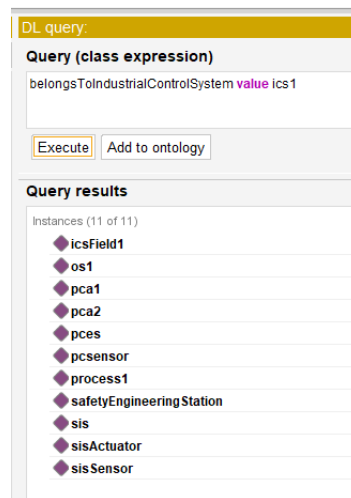 DL query:
Query (class expression)
belongsToIndustrialControlSystem value ics1
Execute
Add to ontology
Query results
Instances (11 of 11)
icsField1
os1
pca1
pca2
pces
pcsensor
process1
safetyEngineeringStation
sis
sisActuator
sisSensor